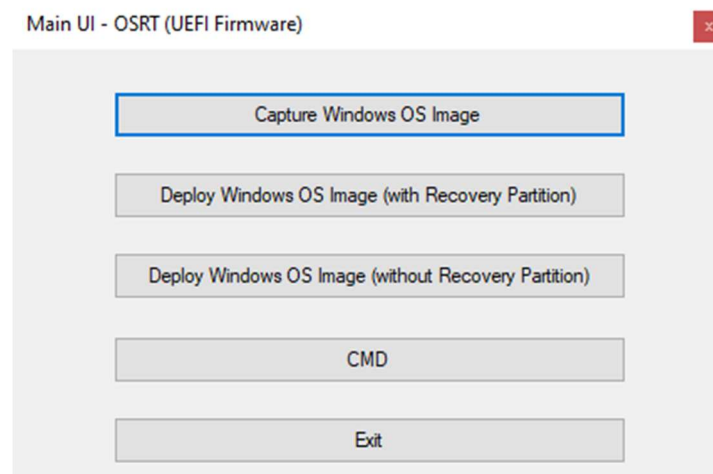 Main UI - OSRT (UEFI Firmware)
x
Capture Windows OS Image
Deploy Windows OS Image (with Recovery Partition)
Deploy Windows OS Image (without Recovery Partition)
CMD
Exit